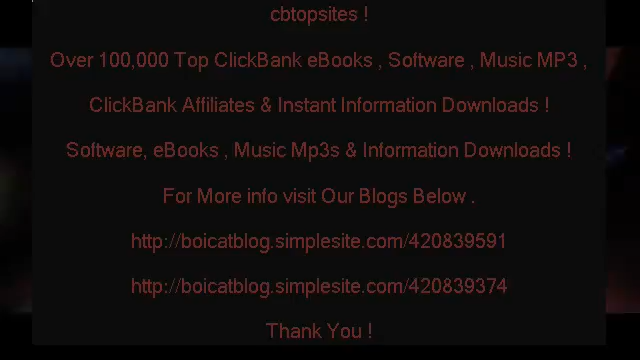 cbtopsites !
Over 100,000 Top ClickBank eBooks , Software , Music MP3 ,
ClickBank Affiliates & Instant Information Downloads !
Software, eBooks , Music Mp3s & Information Downloads !
For More info visit Our Blogs Below .
http://boicatblog.simplesite.com/420839591
http://boicatblog.simplesite.com/420839374
Thank You !